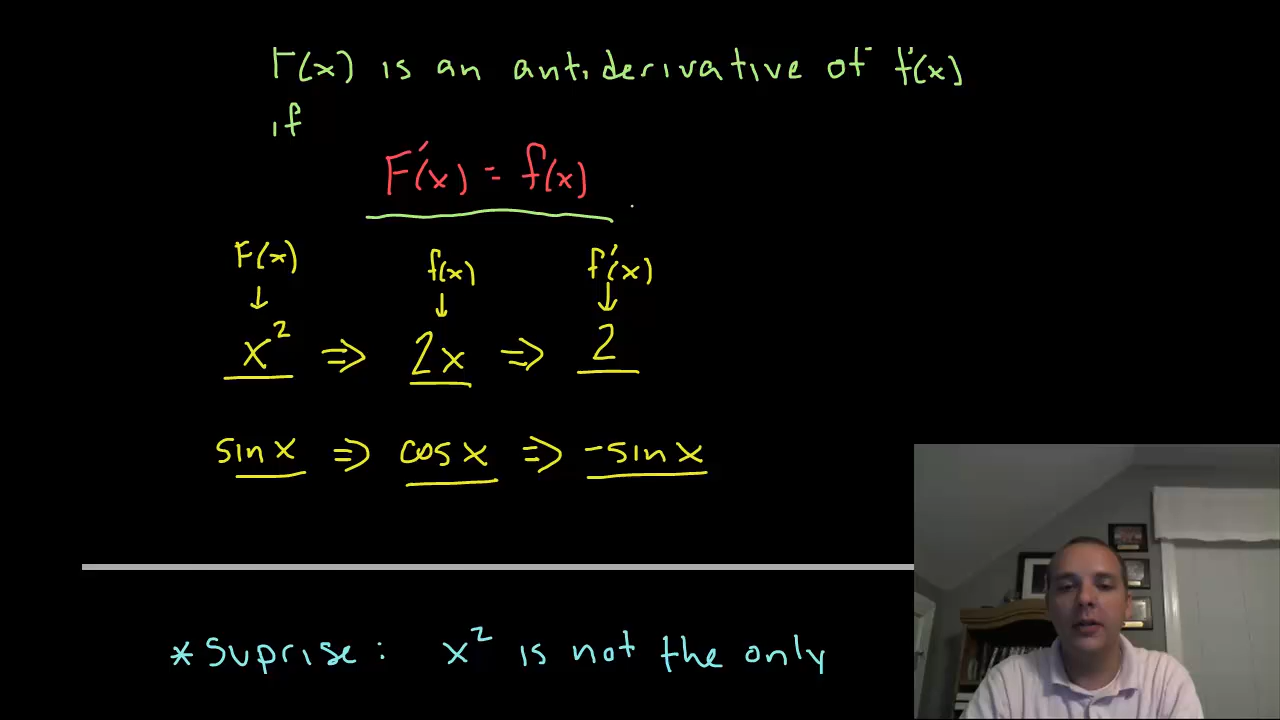 F(x) is an antiderivative of f(x)
if
F'(x) = f(x)
F(x) f(x) f'(x)
↓ ↓ ↓
x² ⇒ 2x ⇒ 2
sin x ⇒ cos x ⇒ -sin x
* Suprise: x² is not the only